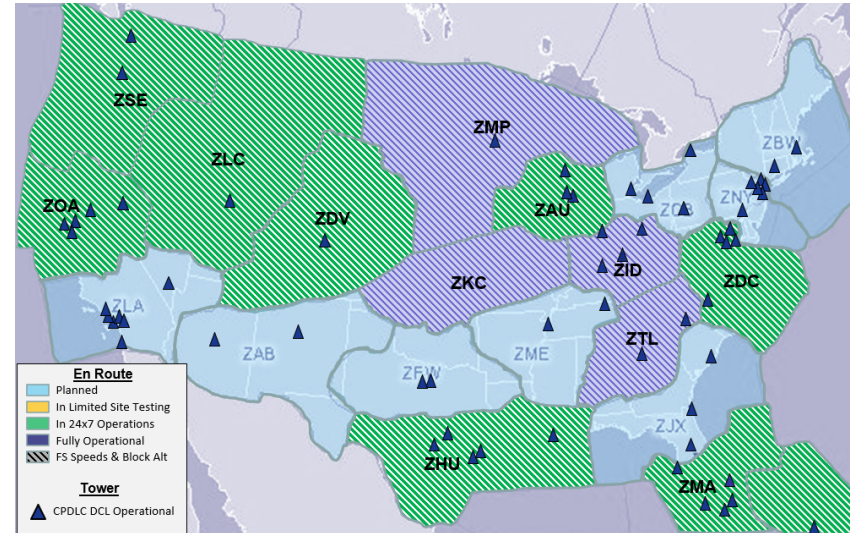 ZSE
ZMP
ZBW
ZLC
ZOA
ZAU
ZOB
ZNY
ZDV
ZID
ZDC
ZKC
ZLA
ZTL
ZAB
ZME
ZFW
En Route
Planned
In Limited Site Testing
In 24x7 Operations
Fully Operational
FS Speeds & Block Alt
ZJX
ZHU
ZMA
Tower
CPDLC DCL Operational